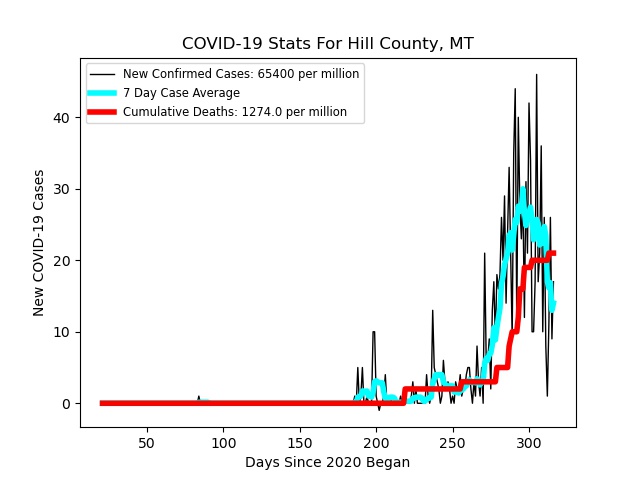 COVID-19 Stats For Hill County, MT
New Confirmed Cases: 65400 per million
7 Day Case Average
Cumulative Deaths: 1274.0 per million
New COVID-19 Cases
40
30
20
10
0
50 100 150 200 250 300
Days Since 2020 Began